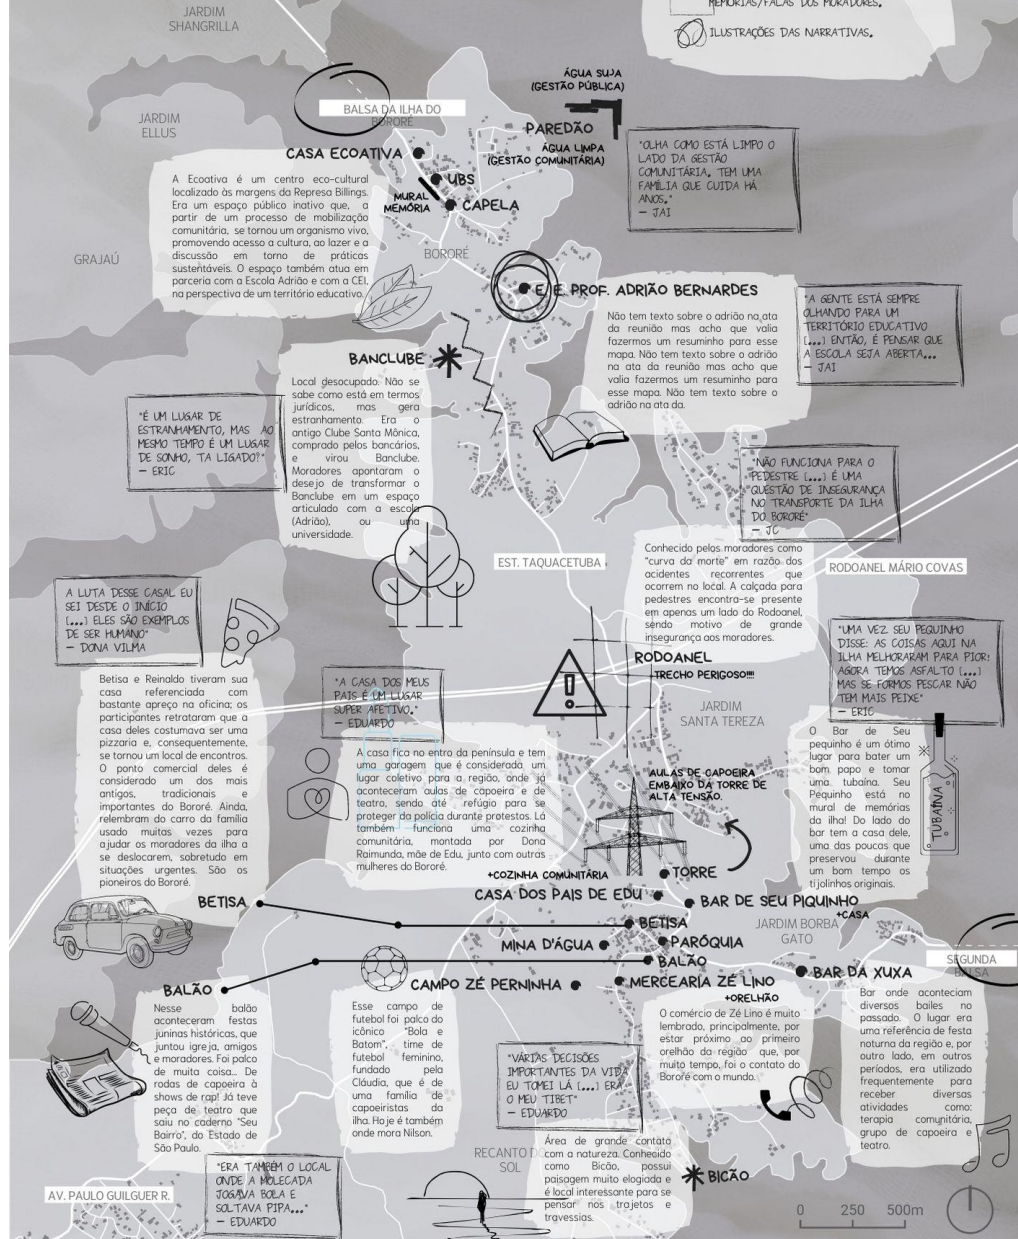 JARDIM
SHANGRILLA
MEMÓRIAS/FALAS DOS MORADORES.
ILUSTRAÇÕES DAS NARRATIVAS.
ÁGUA SUJA
(GESTÃO PÚBLICA)
BALSA DA ILHA DO
BORORÉ
JARDIM
ELLUS
PAREDÃO
ÁGUA LIMPA
(GESTÃO COMUNITÁRIA)
CASA ECOATIVA
UBS
MURAL
MEMÓRIA
CAPELA
"OLHA COMO ESTÁ LIMPO O
LADO DA GESTÃO
COMUNITÁRIA. TEM UMA
FAMÍLIA QUE CUIDA HÁ
ANOS."
– JAI
A Ecoativa é um centro eco-cultural
localizado às margens da Represa Billings.
Era um espaço público inativo que, a
partir de um processo de mobilização
comunitária, se tornou um organismo vivo,
promovendo acesso a cultura, ao lazer e a
discussão em torno de práticas
sustentáveis. O espaço também atua em
parceria com a Escola Adrião e com a CEI,
na perspectiva de um território educativo.
GRAJAÚ
BORORÉ
E. E. PROF. ADRIÃO BERNARDES
Não tem texto sobre o adrião na ata
da reunião mas acho que valia
fazermos um resuminho para esse
mapa. Não tem texto sobre o adrião
na ata da reunião mas acho que
valia fazermos um resuminho para
esse mapa. Não tem texto sobre o
adrião na ata da.
"A GENTE ESTÁ SEMPRE
OLHANDO PARA UM
TERRITÓRIO EDUCATIVO
[...] ENTÃO, É PENSAR QUE
A ESCOLA SEJA ABERTA...
– JAI
BANCLUBE
Local desocupado. Não se
sabe como está em termos
jurídicos, mas gera
estranhamento. Era o
antigo Clube Santa Mônica,
comprado pelos bancários,
e virou Banclube.
Moradores apontaram o
desejo de transformar o
Banclube em um espaço
articulado com a escola
(Adrião), ou uma
universidade.
"É UM LUGAR DE
ESTRANHAMENTO, MAS AO
MESMO TEMPO É UM LUGAR
DE SONHO, TA LIGADO?"
– ERIC
"NÃO FUNCIONA PARA O
PEDESTRE [...] É UMA
QUESTÃO DE INSEGURANÇA
NO TRANSPORTE DA ILHA
DO BORORÉ"
– JC
EST. TAQUACETUBA
RODOANEL MÁRIO COVAS
Conhecido pelos moradores como
"curva da morte" em razão dos
acidentes recorrentes que
ocorrem no local. A calçada para
pedestres encontra-se presente
em apenas um lado do Rodoanel,
sendo motivo de grande
insegurança aos moradores.
RODOANEL
TRECHO PERIGOSO!!!!
A LUTA DESSE CASAL EU
SEI DESDE O INÍCIO
[...] ELES SÃO EXEMPLOS
DE SER HUMANO"
– DONA VILMA
"UMA VEZ SEU PEQUINHO
DISSE: AS COISAS AQUI NA
ILHA MELHORARAM PARA PIOR!
AGORA TEMOS ASFALTO [...]
MAS SE FORMOS PESCAR NÃO
TEM MAIS PEIXE"
– ERIC
Betisa e Reinaldo tiveram sua
casa referenciada com
bastante apreço na oficina; os
participantes retrataram que a
casa deles costumava ser uma
pizzaria e, consequentemente,
se tornou um local de encontros.
O ponto comercial deles é
considerado um dos mais
antigos, tradicionais e
importantes do Bororé. Ainda,
relembram do carro da família
usado muitas vezes para
ajudar os moradores da ilha a
se deslocarem, sobretudo em
situações urgentes. São os
pioneiros do Bororé.
"A CASA DOS MEUS
PAIS É UM LUGAR
SUPER AFETIVO."
– EDUARDO
JARDIM
SANTA TEREZA
A casa fica no entro da península e tem
uma garagem que é considerada um
lugar coletivo para a região, onde já
aconteceram aulas de capoeira e de
teatro, sendo até refúgio para se
proteger da polícia durante protestos. Lá
também funciona uma cozinha
comunitária, montada por Dona
Raimunda, mãe de Edu, junto com outras
mulheres do Bororé.
AULAS DE CAPOEIRA
EMBAIXO DA TORRE DE
ALTA TENSÃO.
O Bar de Seu
pequinho é um ótimo
lugar para bater um
bom papo e tomar
uma tubaína. Seu
Pequinho está no
mural de memórias
da ilha! Do lado do
bar tem a casa dele,
uma das poucas que
preservou durante
um bom tempo os
tijolinhos originais.
TUBAÍNA
+COZINHA COMUNITÁRIA
TORRE
CASA DOS PAIS DE EDU
BAR DE SEU PIQUINHO
+CASA
BETISA
BETISA
JARDIM BORBA
GATO
MINA D'ÁGUA
PARÓQUIA
BALÃO
SEGUNDA
BALSA
BAR DA XUXA
CAMPO ZÉ PERNINHA
MERCEARIA ZÉ LINO
+ORELHÃO
BALÃO
Nesse balão
aconteceram festas
juninas históricas, que
juntou igreja, amigos
e moradores. Foi palco
de muita coisa... De
rodas de capoeira à
shows de rap! Já teve
peça de teatro que
saiu no caderno "Seu
Bairro", do Estado de
São Paulo.
Esse campo de
futebol foi palco do
icônico "Bola e
Batom", time de
futebol feminino,
fundado pela
Cláudia, que é de
uma família de
capoeiristas da
ilha. Hoje é também
onde mora Nilson.
O comércio de Zé Lino é muito
lembrado, principalmente, por
estar próximo ao primeiro
orelhão da região que, por
muito tempo, foi o contato do
Bororé com o mundo.
Bar onde aconteciam
diversos bailes no
passado. O lugar era
uma referência de festa
noturna da região e, por
outro lado, em outros
períodos, era utilizado
frequentemente para
receber diversas
atividades como:
terapia comunitária,
grupo de capoeira e
teatro.
"VÁRIAS DECISÕES
IMPORTANTES DA VIDA
EU TOMEI LÁ [...] ERA
O MEU TIBET"
– EDUARDO
RECANTO DO
SOL
Área de grande contato
com a natureza. Conhecido
como Bicão, possui
paisagem muito elogiada e
é local interessante para se
pensar nos trajetos e
travessias.
BICÃO
"ERA TAMBÉM O LOCAL
ONDE A MOLECADA
JOGAVA BOLA E
SOLTAVA PIPA..."
– EDUARDO
AV. PAULO GUILGUER R.
0 250 500m